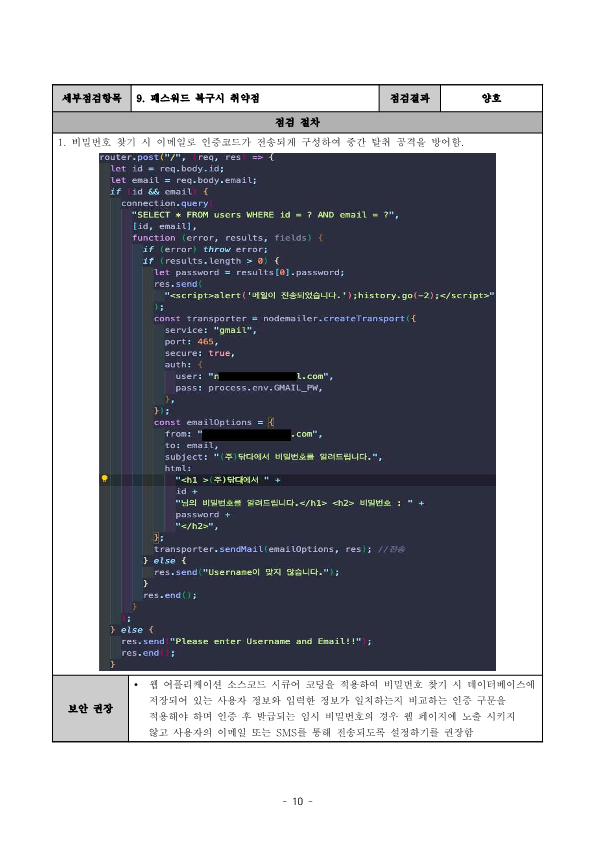 세부점검항목 9. 패스워드 복구시 취약점 점검결과 양호
점검 절차
1. 비밀번호 찾기 시 이메일로 인증코드가 전송되게 구성하여 중간 탈취 공격을 방어함.
router.post("/", (req, res) => {
let id = req.body.id;
let email = req.body.email;
if (id && email) {
connection.query(
"SELECT * FROM users WHERE id = ? AND email = ?",
[id, email],
function (error, results, fields) {
if (error) throw error;
if (results.length > 0) {
let password = results[0].password;
res.send(
"<script>alert('메일이 전송되었습니다.');history.go(-2);</script>"
);
const transporter = nodemailer.createTransport({
service: "gmail",
port: 465,
secure: true,
auth: {
user: "n l.com",
pass: process.env.GMAIL_PW,
},
});
const emailOptions = {
from: " .com",
to: email,
subject: "(주)닭다에서 비밀번호를 알려드립니다.",
html:
"<h1 >(주)닭대에서 " +
id +
"님의 비밀번호를 알려드립니다.</h1> <h2> 비밀번호 : " +
password +
"</h2>",
};
transporter.sendMail(emailOptions, res); //전송
} else {
res.send("Username이 맞지 않습니다.");
}
res.end();
}
);
} else {
res.send("Please enter Username and Email!!");
res.end();
}
보안 권장
• 웹 어플리케이션 소스코드 시큐어 코딩을 적용하여 비밀번호 찾기 시 데이터베이스에
저장되어 있는 사용자 정보와 입력한 정보가 일치하는지 비교하는 인증 구문을
적용해야 하며 인증 후 발급되는 임시 비밀번호의 경우 웹 페이지에 노출 시키지
않고 사용자의 이메일 또는 SMS를 통해 전송되도록 설정하기를 권장함
- 10 -